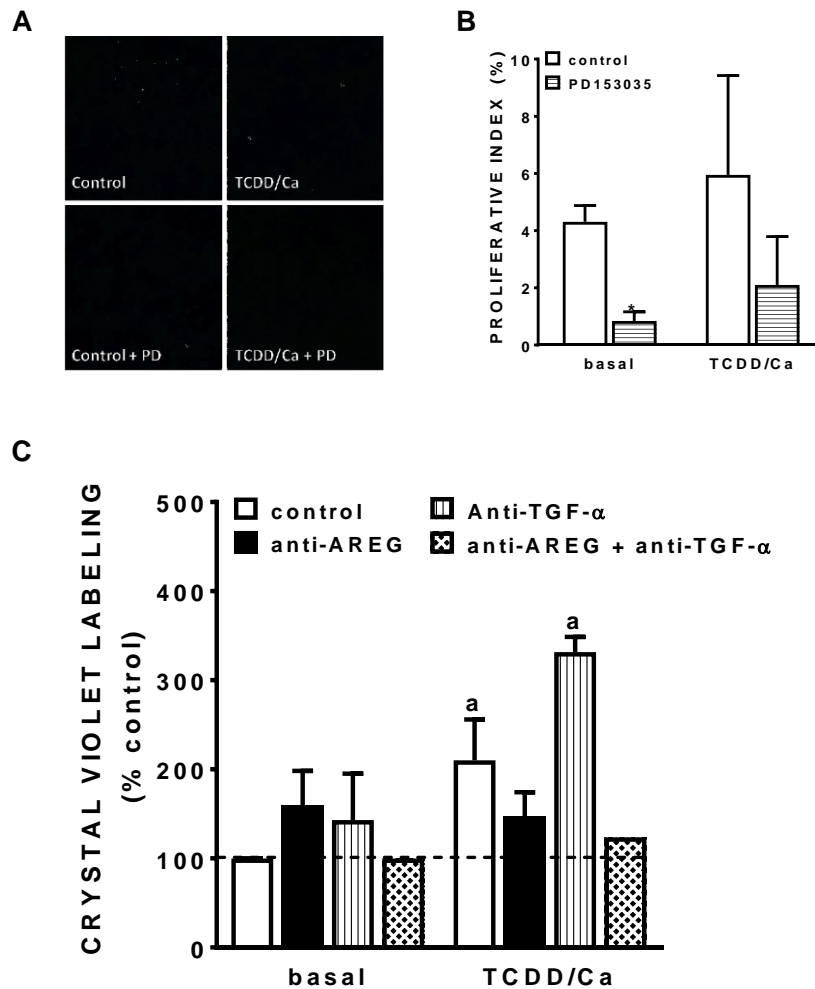 A
Control
TCDD/Ca
Control + PD
TCDD/Ca + PD
B
PROLIFERATIVE INDEX (%)
10
8
6
4
2
0
control
PD153035
*
basal
TCDD/Ca
C
CRYSTAL VIOLET LABELING
(% control)
500
400
300
200
100
0
control
anti-AREG
Anti-TGF-α
anti-AREG + anti-TGF-α
a
a
basal
TCDD/Ca